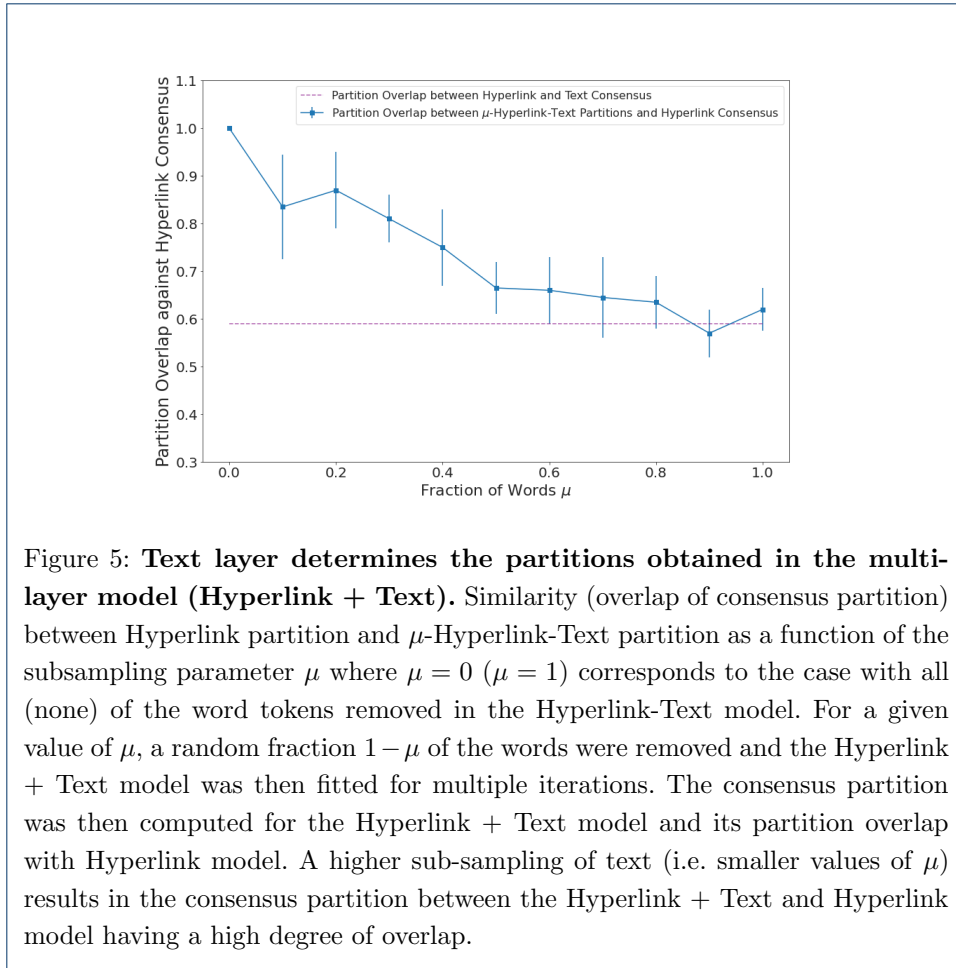 1.1
1.0
0.9
0.8
0.7
0.6
0.5
0.4
0.3
Partition Overlap against Hyperlink Consensus
Partition Overlap between Hyperlink and Text Consensus
Partition Overlap between μ-Hyperlink-Text Partitions and Hyperlink Consensus
0.0 0.2 0.4 0.6 0.8 1.0
Fraction of Words μ
Figure 5: Text layer determines the partitions obtained in the multi-
layer model (Hyperlink + Text). Similarity (overlap of consensus partition)
between Hyperlink partition and μ-Hyperlink-Text partition as a function of the
subsampling parameter μ where μ = 0 (μ = 1) corresponds to the case with all
(none) of the word tokens removed in the Hyperlink-Text model. For a given
value of μ, a random fraction 1−μ of the words were removed and the Hyperlink
+ Text model was then fitted for multiple iterations. The consensus partition
was then computed for the Hyperlink + Text model and its partition overlap
with Hyperlink model. A higher sub-sampling of text (i.e. smaller values of μ)
results in the consensus partition between the Hyperlink + Text and Hyperlink
model having a high degree of overlap.